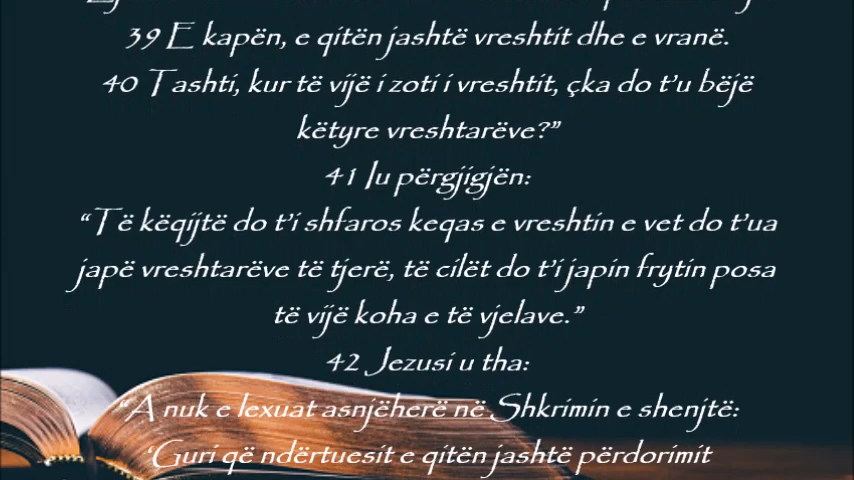 39 E kapën, e qitën jashtë vreshtit dhe e vranë.
40 Tashti, kur të vijë i zoti i vreshtit, çka do t’u bëjë
këtyre vreshtarëve?”
41 Iu përgjigjën:
“Të këqijtë do t’i shfaros keqas e vreshtin e vet do t’ua
japë vreshtarëve të tjerë, të cilët do t’i japin frytin posa
të vijë koha e të vjelave.”
42 Jezusi u tha:
“A nuk e lexuat asnjëherë në Shkrimin e shenjtë:
‘Guri që ndërtuesit e qitën jashtë përdorimit